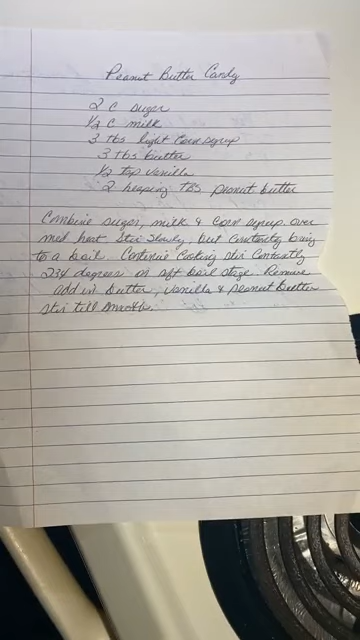 Peanut Butter Candy
2 C sugar
1/2 C milk
3 Tbs light Corn syrup
3 Tbs butter
1/2 tsp vanilla
2 heaping TBS peanut butter
Combine sugar, milk & Corn syrup over
med heat. Stir slowly, but constantly bring
to a boil. Continue Cooking stir Constantly
234 degrees or soft boil stage. Remove
add in butter, vanilla & peanut butter
stir till smooth.